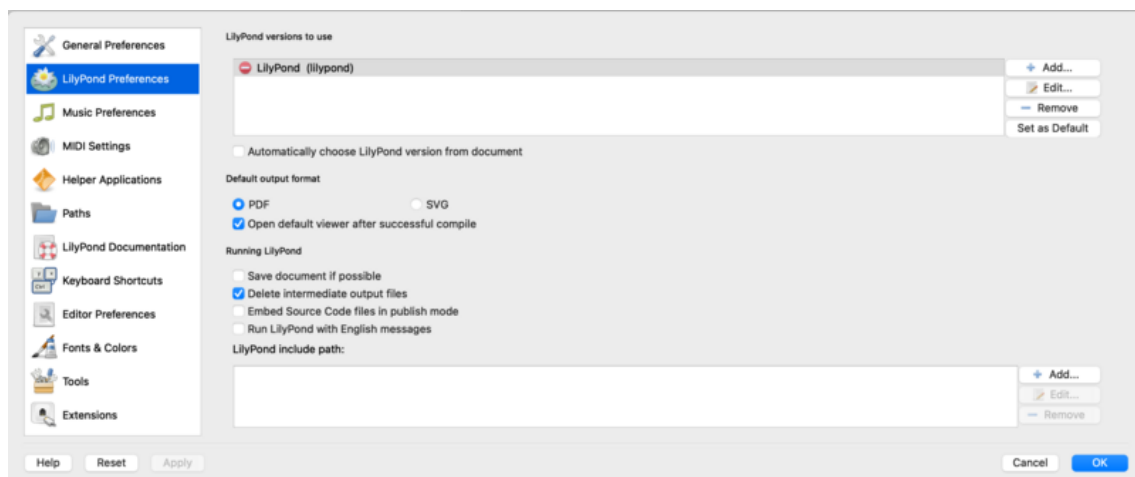 General Preferences
LilyPond Preferences
Music Preferences
MIDI Settings
Helper Applications
Paths
LilyPond Documentation
Keyboard Shortcuts
Editor Preferences
Fonts & Colors
Tools
Extensions
LilyPond versions to use
LilyPond (lilypond)
Add...
Edit...
Remove
Set as Default
Automatically choose LilyPond version from document
Default output format
PDF SVG
Open default viewer after successful compile
Running LilyPond
Save document if possible
Delete intermediate output files
Embed Source Code files in publish mode
Run LilyPond with English messages
LilyPond include path:
Add...
Edit...
Remove
Help Reset Apply Cancel OK